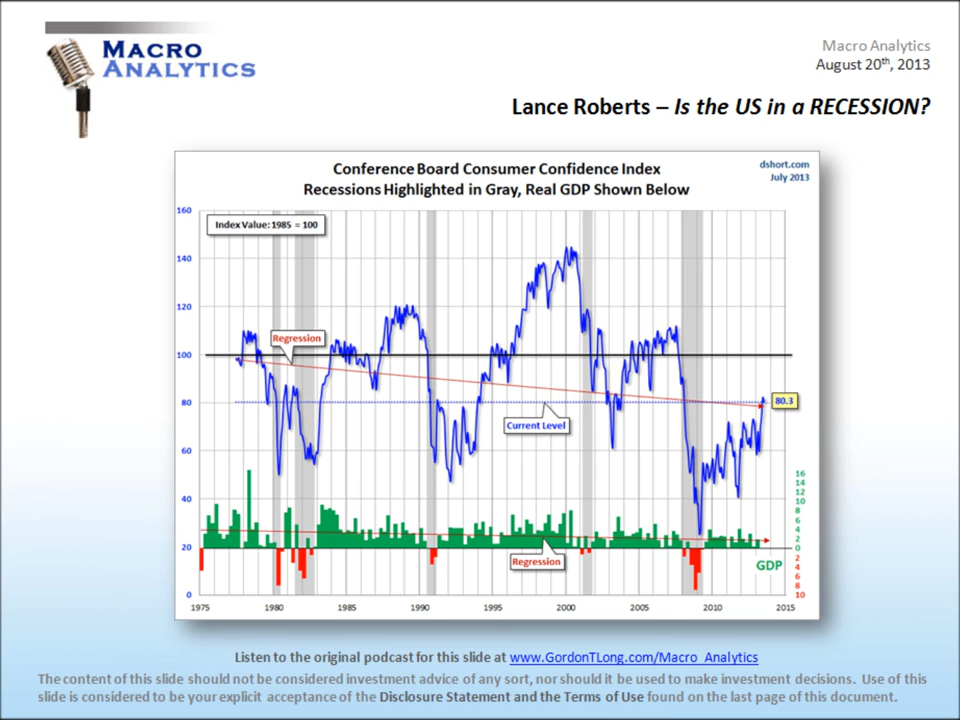 MACRO
ANALYTICS
Macro Analytics
August 20th, 2013
Lance Roberts – Is the US in a RECESSION?
Conference Board Consumer Confidence Index
Recessions Highlighted in Gray, Real GDP Shown Below
dshort.com
July 2013
Index Value: 1985 = 100
160
140
120
100
80
60
40
20
0
Regression
Current Level
80.3
Regression
16
14
12
10
8
6
4
2
0
2
4
6
8
10
GDP
1975 1980 1985 1990 1995 2000 2005 2010 2015
Listen to the original podcast for this slide at www.GordonTLong.com/Macro_Analytics
The content of this slide should not be considered investment advice of any sort, nor should it be used to make investment decisions. Use of this
slide is considered to be your explicit acceptance of the Disclosure Statement and the Terms of Use found on the last page of this document.